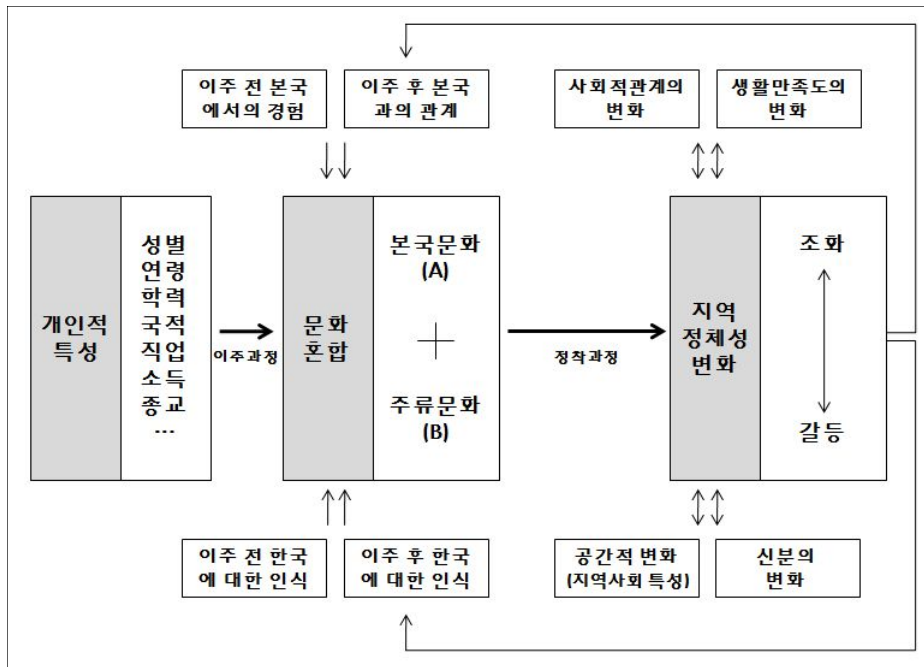 이주 전 본국
에서의 경험
이주 후 본국
과의 관계
사회적관계의
변화
생활만족도의
변화
개인적
특성
성별
연령
학력
국적
직업
소득
종교
...
이주과정
문화
혼합
본국문화
(A)
+
주류문화
(B)
정착과정
지역
정체성
변화
조화
갈등
이주 전 한국
에 대한 인식
이주 후 한국
에 대한 인식
공간적 변화
(지역사회 특성)
신분의
변화